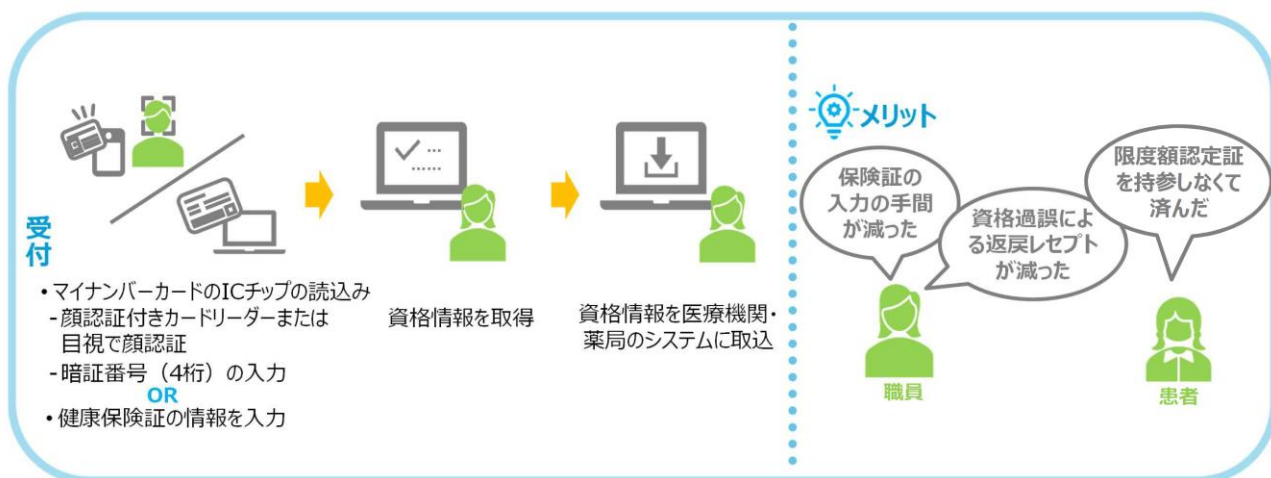 受付
・マイナンバーカードのICチップの読込み
-顔認証付きカードリーダーまたは
目視で顔認証
-暗証番号（4桁）の入力
OR
・健康保険証の情報を入力
資格情報を取得
資格情報を医療機関・
薬局のシステムに取込
メリット
保険証の
入力の手間
が減った
資格過誤によ
る返戻レセプト
が減った
限度額認定証
を持参しなくて
済んだ
職員
患者